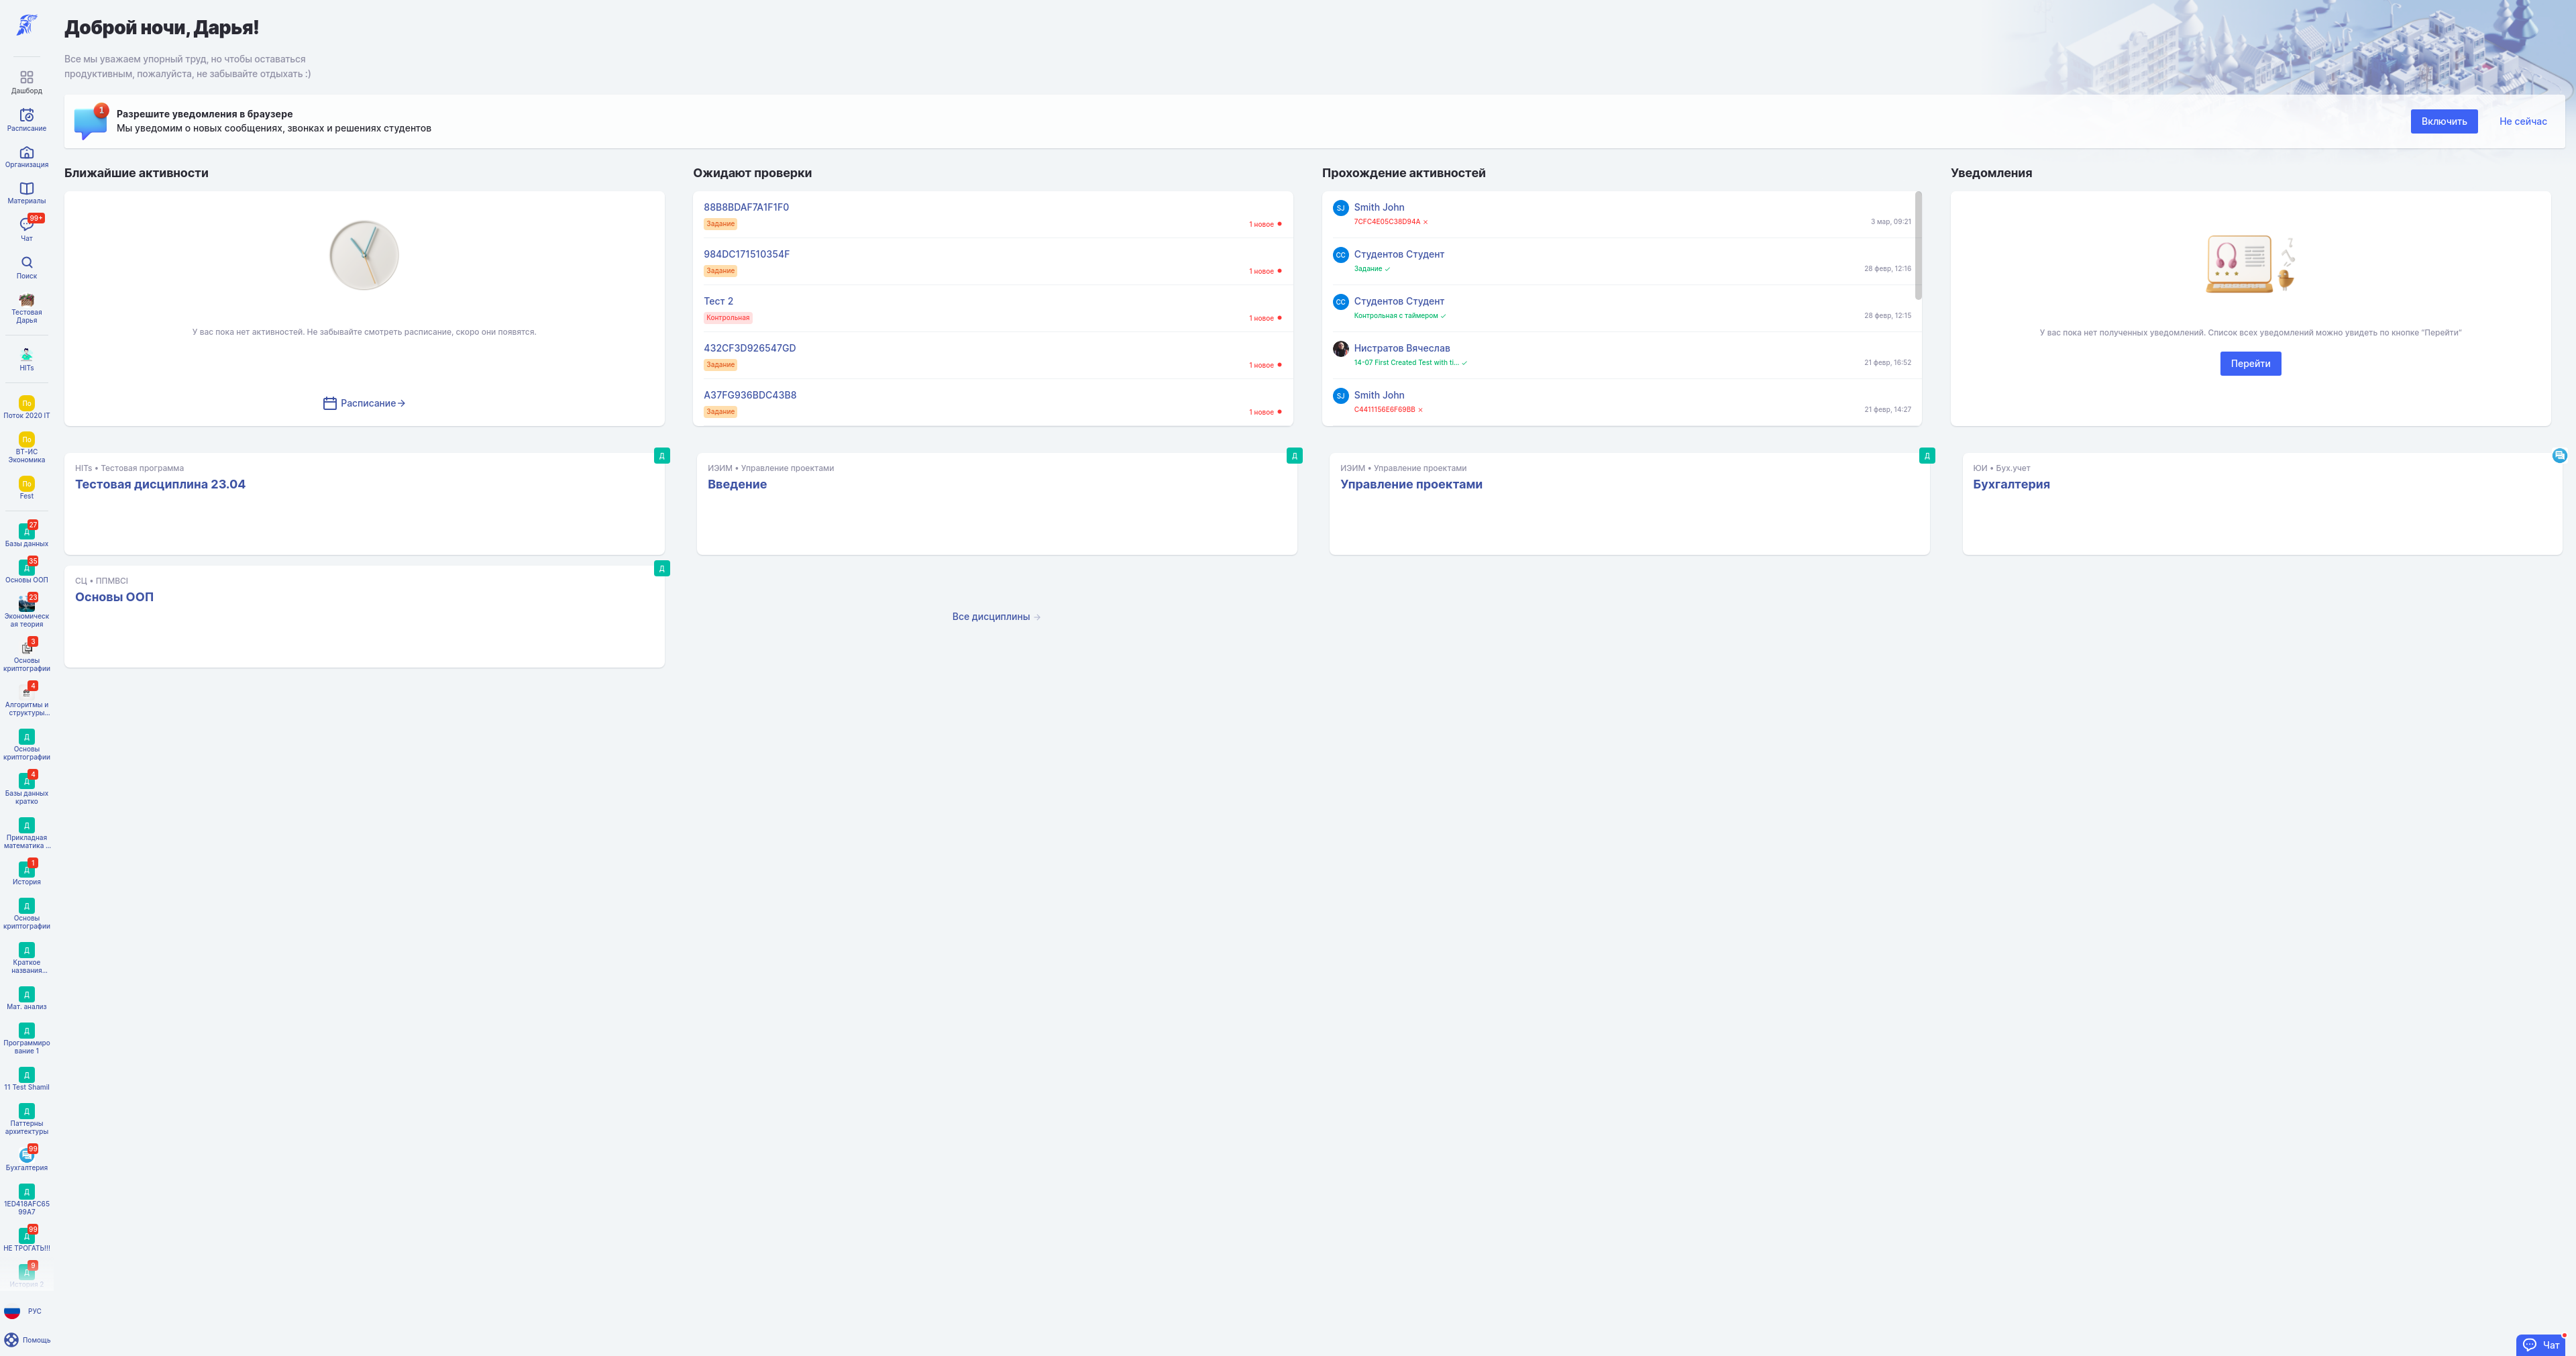 Доброй ночи, Дарья!
Все мы уважаем упорный труд, но чтобы оставаться
продуктивным, пожалуйста, не забывайте отдыхать :)
1
Разрешите уведомления в браузере
Мы уведомим о новых сообщениях, звонках и решениях студентов
Включить
Не сейчас
Дашборд
Расписание
Организация
Материалы
99+
Чат
Поиск
Тестовая
Дарья
HITs
По
Поток 2020 IT
По
ВТ-ИС
Экономика
По
Fest
27
Д
Базы данных
35
Д
Основы ООП
23
Экономическ
ая теория
3
Основы
криптографии
4
Алгоритмы и
структуры...
Д
Основы
криптографии
4
Д
Базы данных
кратко
Д
Прикладная
математика ...
1
Д
История
Д
Основы
криптографии
Д
Краткое
названия...
Д
Мат. анализ
Д
Программиро
вание 1
Д
11 Test Shamil
Д
Паттерны
архитектуры
99
Бухгалтерия
Д
1ED418AFC65
99A7
99
Д
НЕ ТРОГАТЬ!!!
9
Д
История 2
РУС
Помощь
Ближайшие активности
У вас пока нет активностей. Не забывайте смотреть расписание, скоро они появятся.
Расписание
Ожидают проверки
88B8BDAF7A1F1F0
Задание
1 новое
984DC171510354F
Задание
1 новое
Тест 2
Контрольная
1 новое
432CF3D926547GD
Задание
1 новое
A37FG936BDC43B8
Задание
1 новое
Прохождение активностей
SJ
Smith John
7CFC4E05C38D94A
3 мар, 09:21
СС
Студентов Студент
Задание
28 февр, 12:16
СС
Студентов Студент
Контрольная с таймером
28 февр, 12:15
Нистратов Вячеслав
14-07 First Created Test with ti...
21 февр, 16:52
SJ
Smith John
C4411156E6F69BB
21 февр, 14:27
Уведомления
У вас пока нет полученных уведомлений. Список всех уведомлений можно увидеть по кнопке "Перейти"
Перейти
Д
HITs • Тестовая программа
Тестовая дисциплина 23.04
Д
ИЭИМ • Управление проектами
Введение
Д
ИЭИМ • Управление проектами
Управление проектами
ЮИ • Бух.учет
Бухгалтерия
Д
СЦ • ППМВСІ
Основы ООП
Все дисциплины
Чат